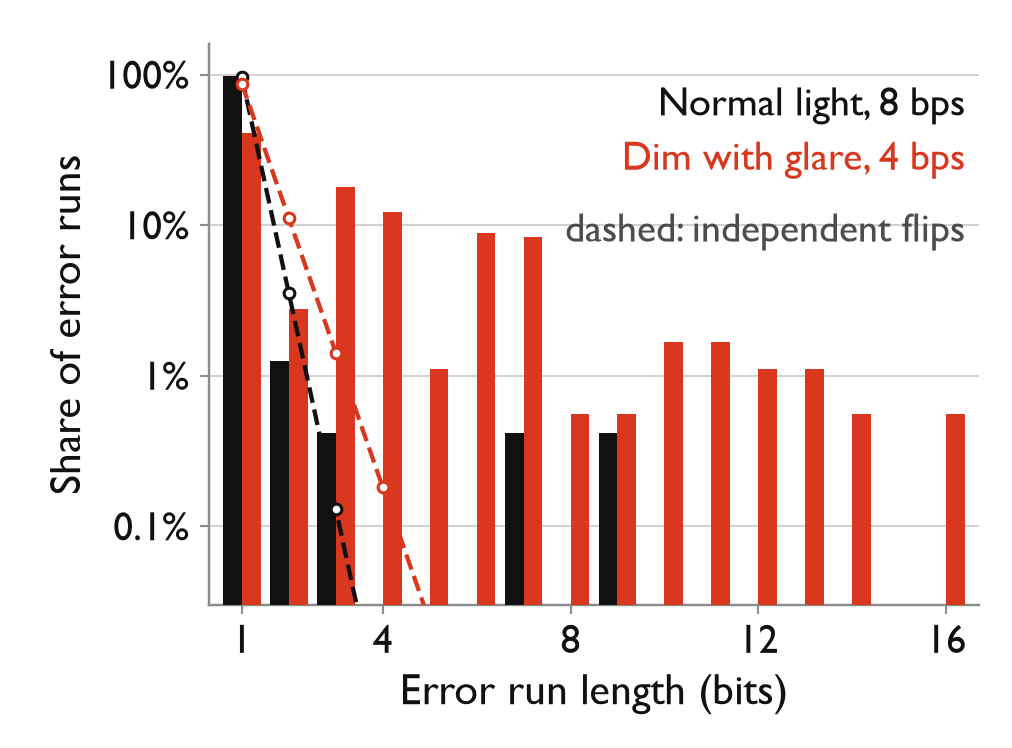 100%
10%
1%
0.1%
Share of error runs
Normal light, 8 bps
Dim with glare, 4 bps
dashed: independent flips
1 4 8 12 16
Error run length (bits)